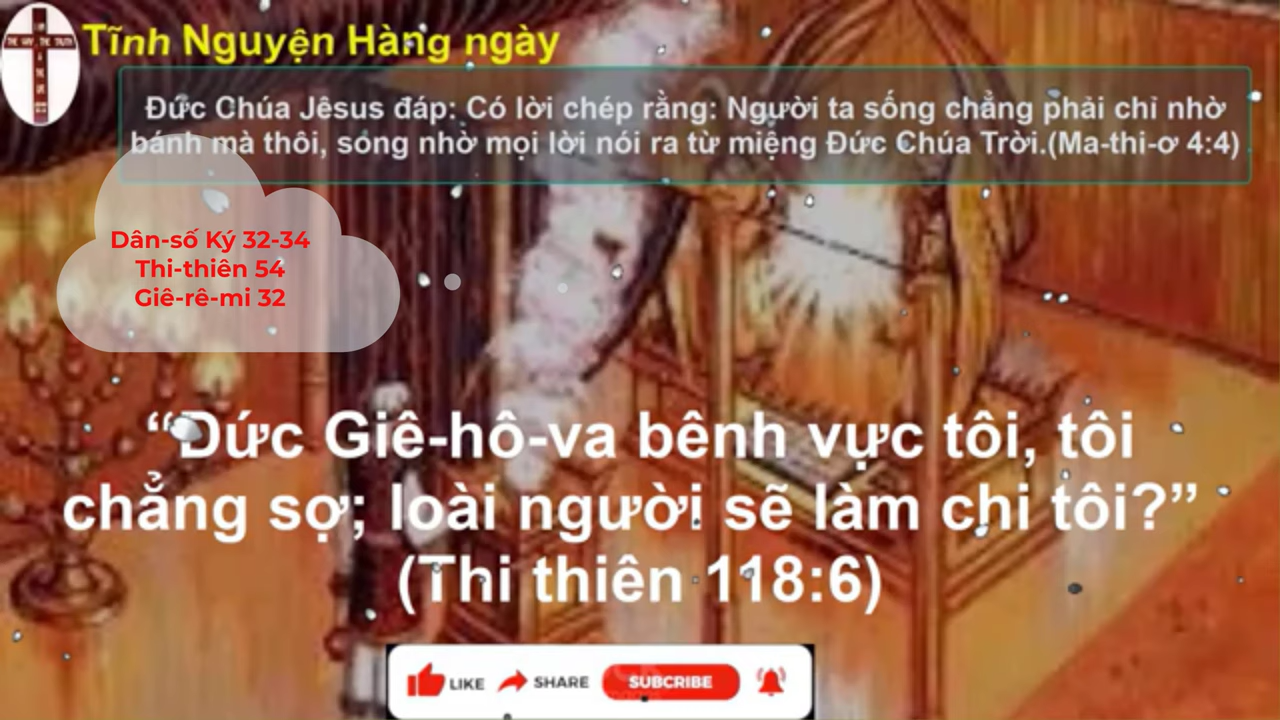 Tĩnh Nguyện Hàng ngày
Đức Chúa Jêsus đáp: Có lời chép rằng: Người ta sống chẳng phải chỉ nhờ
bánh mà thôi, sóng nhờ mọi lời nói ra từ miệng Đức Chúa Trời.(Ma-thi-ơ 4:4)
Dân-số Ký 32-34
Thi-thiên 54
Giê-rê-mi 32
“Đức Giê-hô-va bênh vực tôi, tôi
chẳng sợ; loài người sẽ làm chi tôi?”
(Thi thiên 118:6)
LIKE SHARE SUBCRIBE